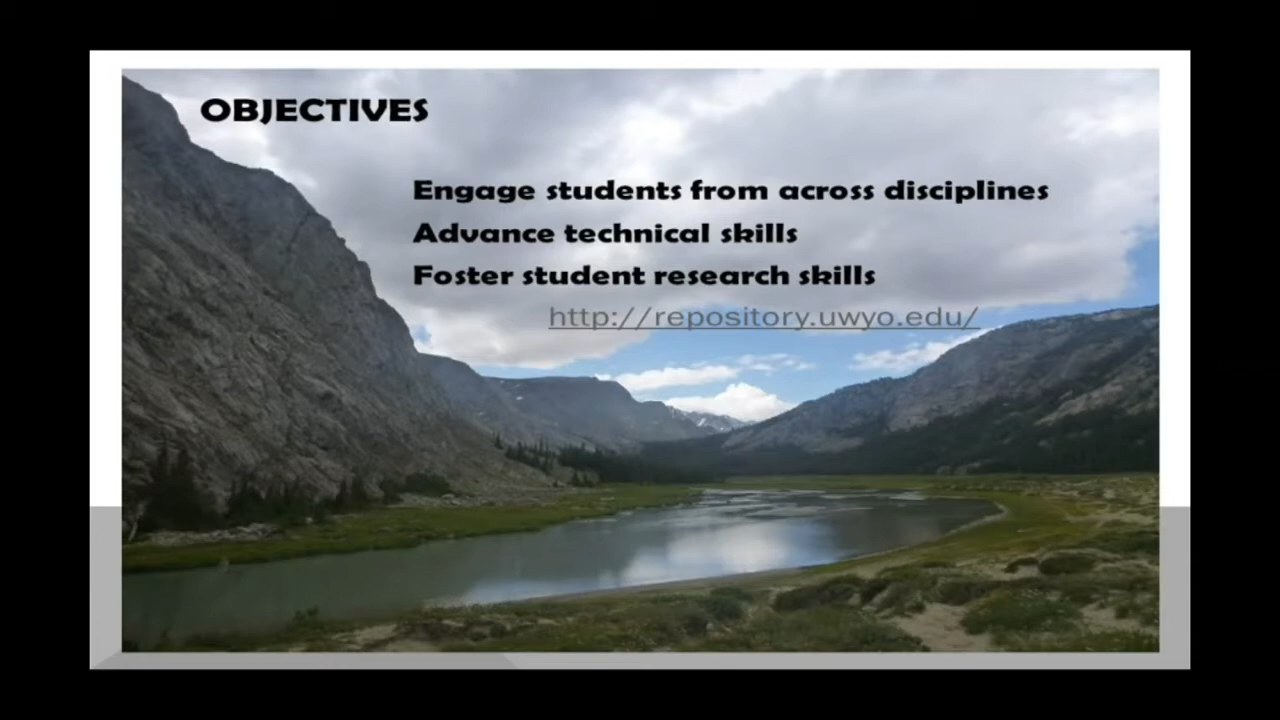 OBJECTIVES
Engage students from across disciplines
Advance technical skills
Foster student research skills
http://repository.uwyo.edu/